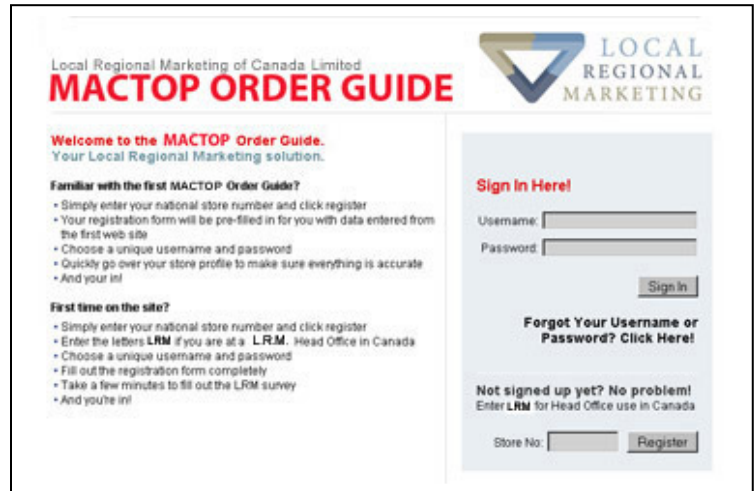 Local Regional Marketing of Canada Limited
MACTOP ORDER GUIDE
LOCAL
REGIONAL
MARKETING
Welcome to the MACTOP Order Guide.
Your Local Regional Marketing solution.
Familiar with the first MACTOP Order Guide?
• Simply enter your national store number and click register
• Your registration form will be pre-filled in for you with data entered from
the first web site
• Choose a unique username and password
• Quickly go over your store profile to make sure everything is accurate
• And your in!
First time on the site?
• Simply enter your national store number and click register
• Enter the letters LRM if you are at a L.R.M. Head Office in Canada
• Choose a unique username and password
• Fill out the registration form completely
• Take a few minutes to fill out the LRM survey
• And you're in!
Sign In Here!
Username:
Password:
Sign In
Forgot Your Username or
Password? Click Here!
Not signed up yet? No problem!
Enter LRM for Head Office use in Canada
Store No:
Register